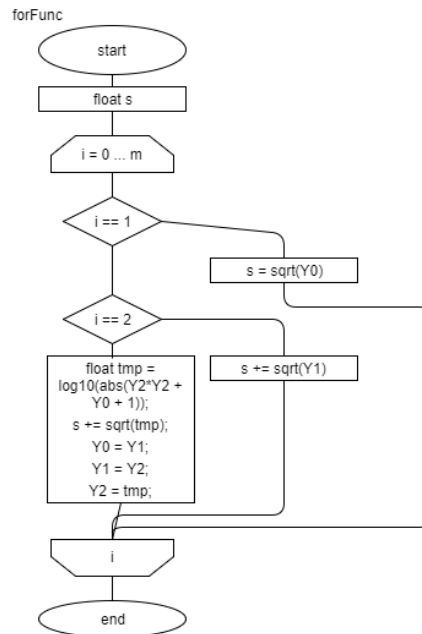 forFunc
start
float s
i = 0 ... m
i == 1
s = sqrt(Y0)
i == 2
float tmp =
log10(abs(Y2*Y2 +
Y0 + 1));
s += sqrt(tmp);
Y0 = Y1;
Y1 = Y2;
Y2 = tmp;
s += sqrt(Y1)
i
end